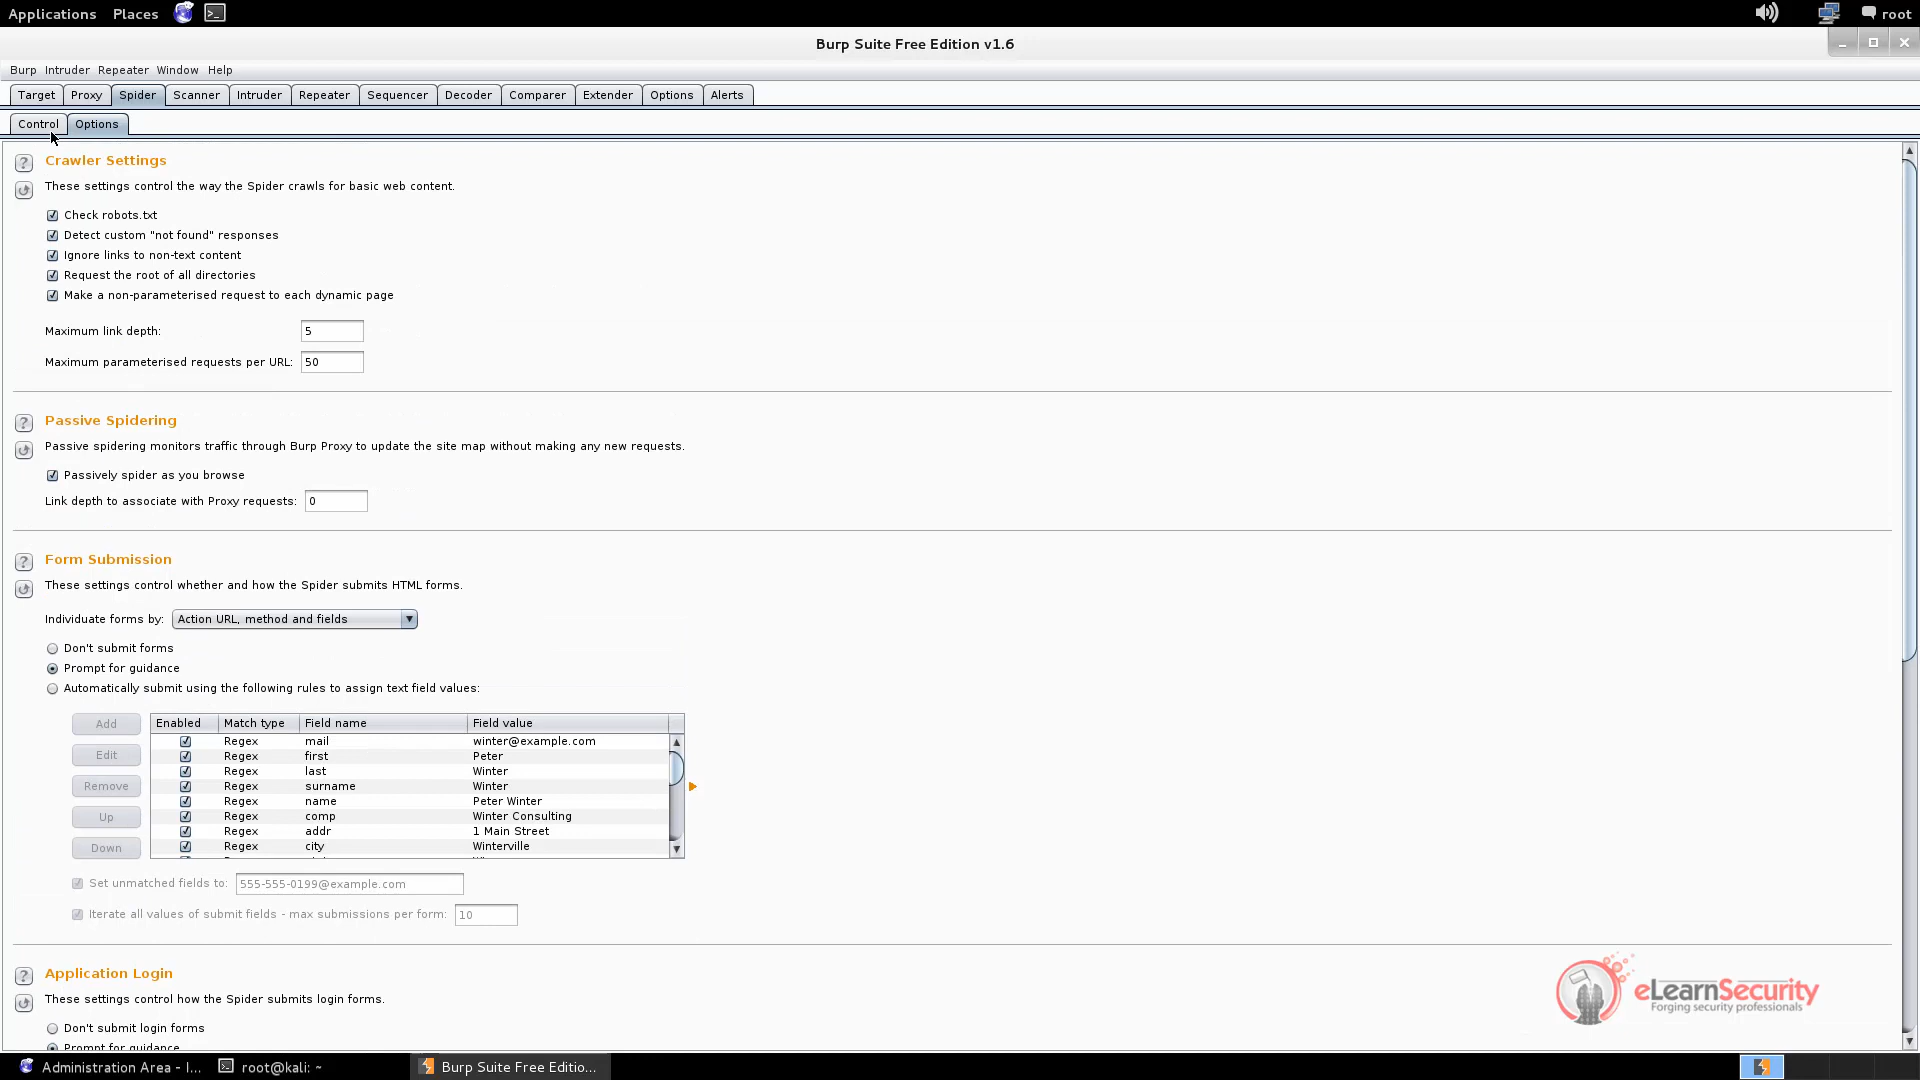 Applications Places root
Burp Suite Free Edition v1.6
Burp Intruder Repeater Window Help
Target Proxy Spider Scanner Intruder Repeater Sequencer Decoder Comparer Extender Options Alerts
Control Options
? Crawler Settings
These settings control the way the Spider crawls for basic web content.
Check robots.txt
Detect custom "not found" responses
Ignore links to non-text content
Request the root of all directories
Make a non-parameterised request to each dynamic page
Maximum link depth: 5
Maximum parameterised requests per URL: 50
? Passive Spidering
Passive spidering monitors traffic through Burp Proxy to update the site map without making any new requests.
Passively spider as you browse
Link depth to associate with Proxy requests: 0
? Form Submission
These settings control whether and how the Spider submits HTML forms.
Individuate forms by: Action URL, method and fields
Don't submit forms
Prompt for guidance
Automatically submit using the following rules to assign text field values:
Add Enabled Match type Field name Field value
Regex mail winter@example.com
Edit Regex first Peter
Regex last Winter
Remove Regex surname Winter
Regex name Peter Winter
Up Regex comp Winter Consulting
Regex addr 1 Main Street
Down Regex city Winterville
Set unmatched fields to: 555-555-0199@example.com
Iterate all values of submit fields - max submissions per form: 10
? Application Login
These settings control how the Spider submits login forms.
Don't submit login forms
Prompt for guidance
eLearnSecurity
Forging security professionals
Administration Area - I... root@kali: ~ Burp Suite Free Editio...